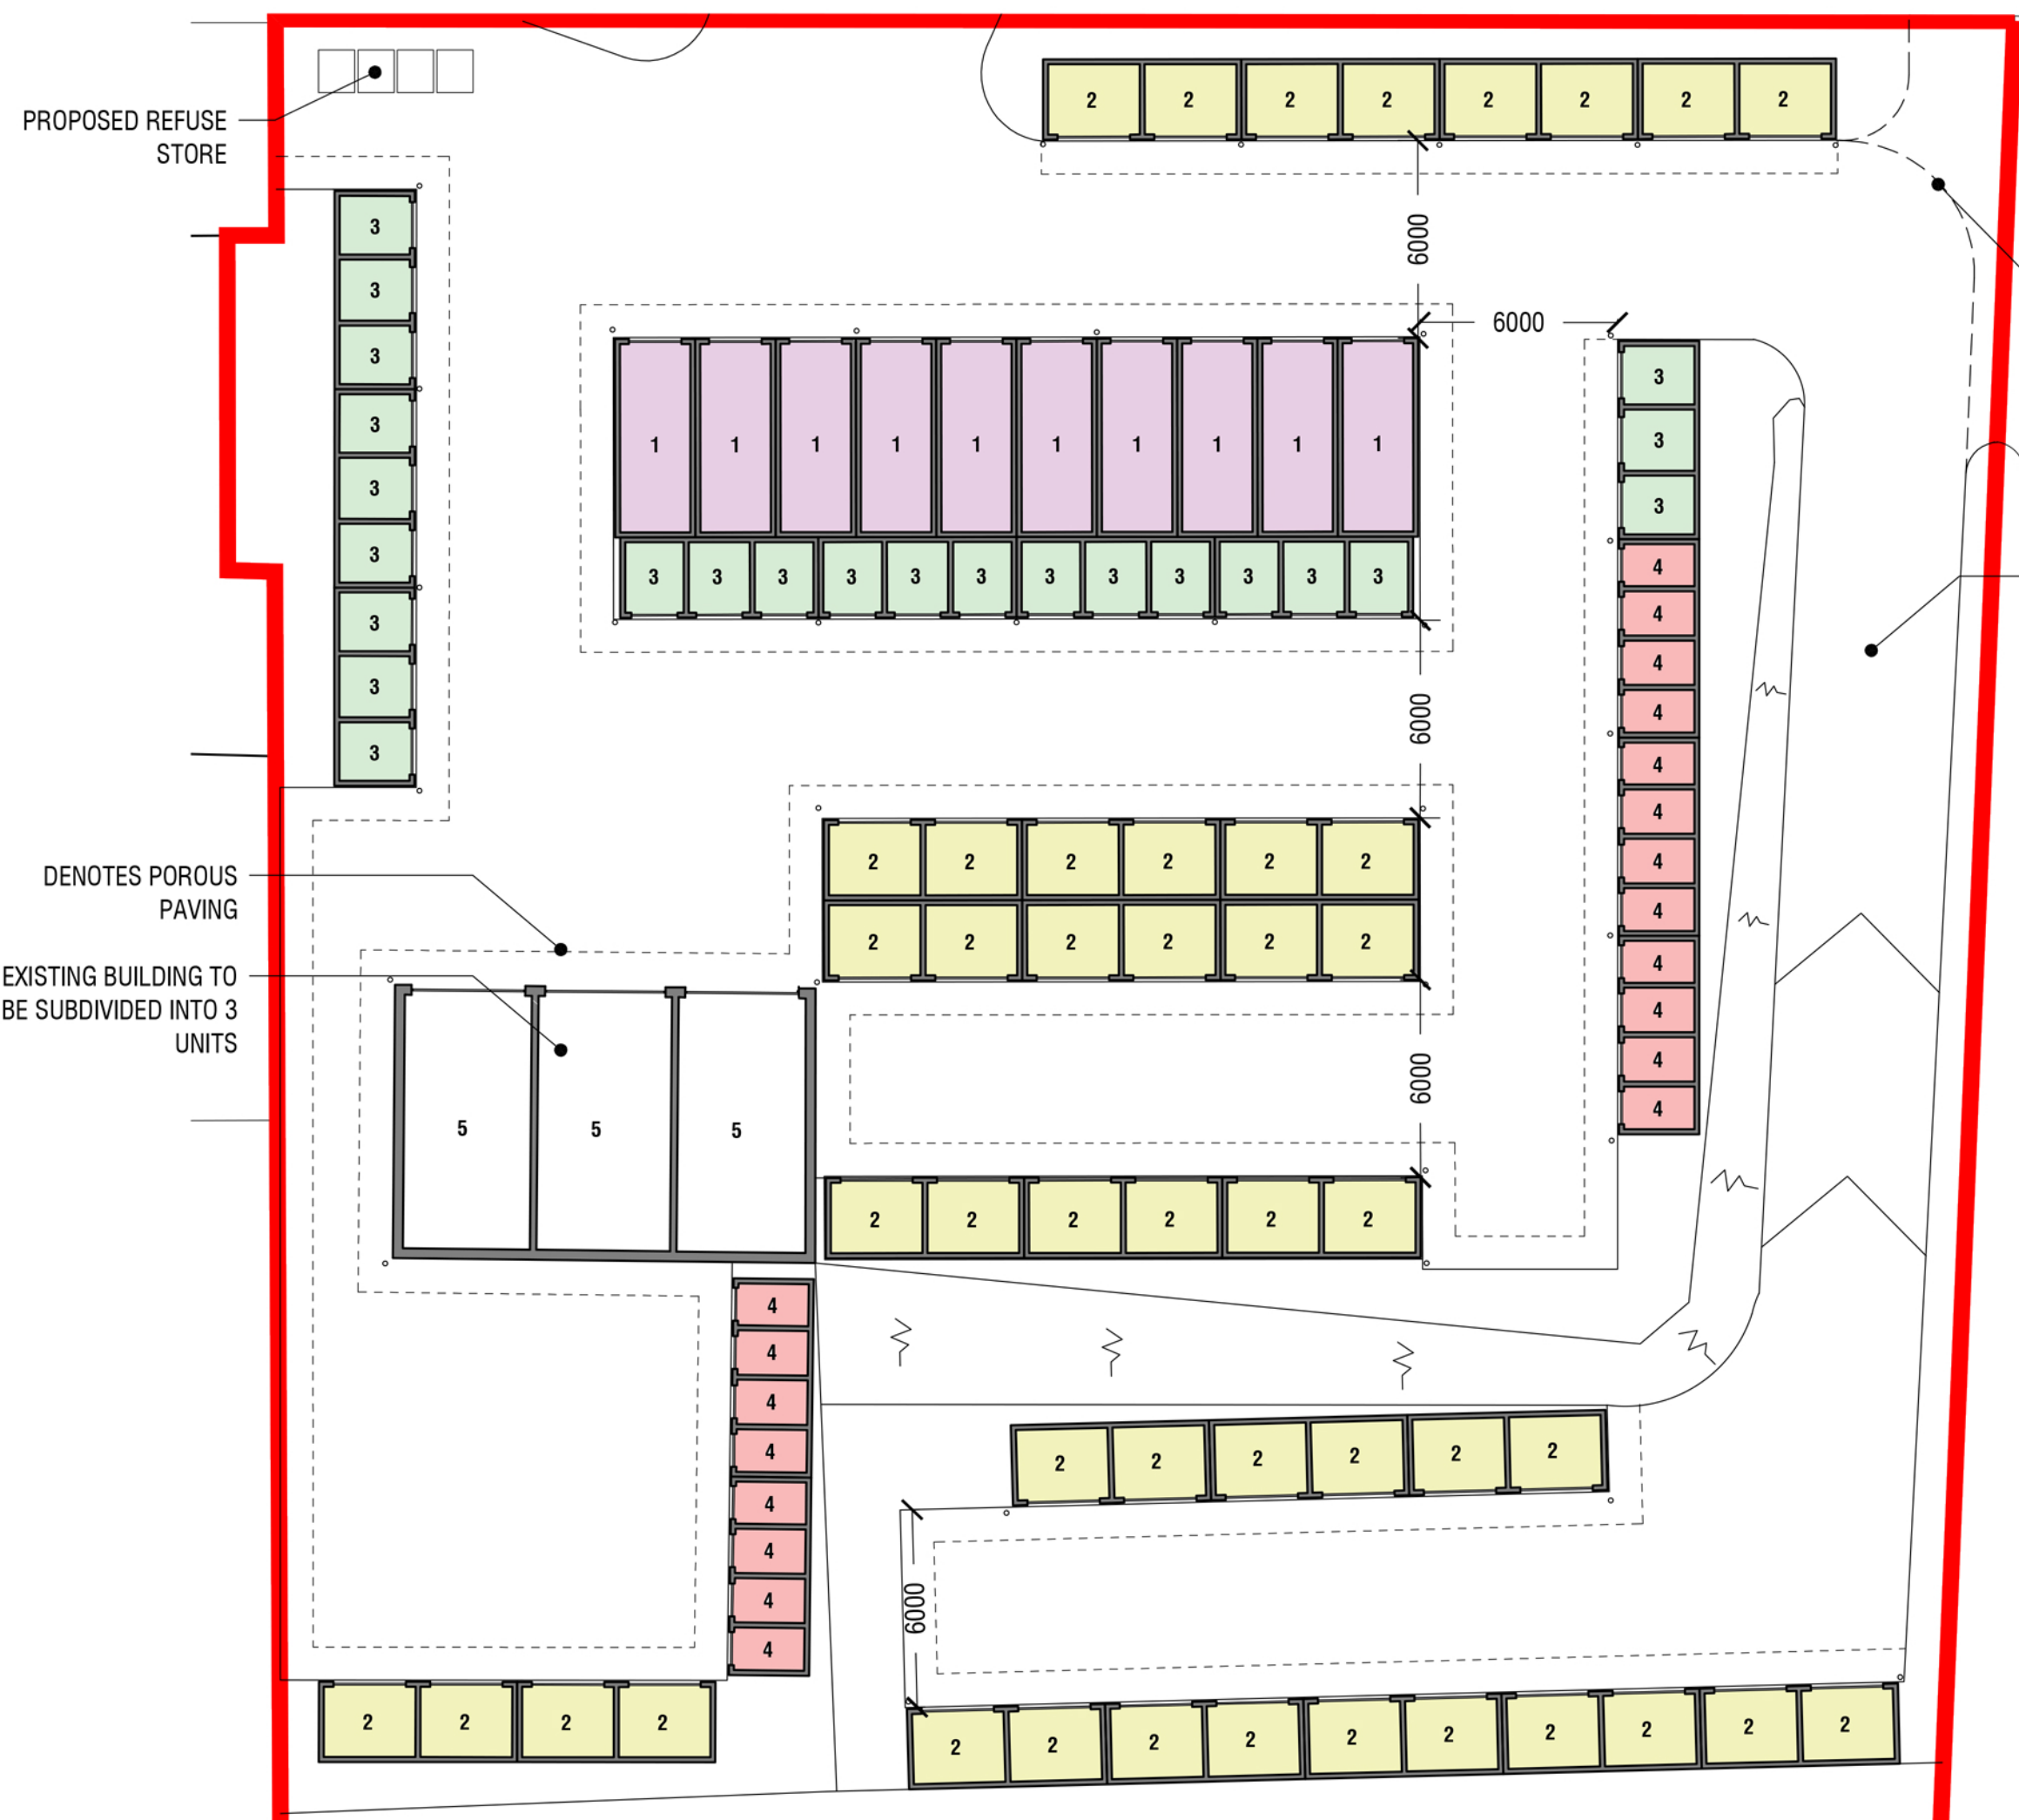 PROPOSED REFUSE
STORE
2 2 2 2 2 2 2 2
6000
6000
3
3
3
3
3
3
3
3
3
1 1 1 1 1 1 1 1 1 1
3 3 3 3 3 3 3 3 3 3 3 3
3
3
3
4
4
4
4
4
4
4
4
4
4
4
4
6000
DENOTES POROUS
PAVING
2 2 2 2 2 2
2 2 2 2 2 2
EXISTING BUILDING TO
BE SUBDIVIDED INTO 3
UNITS
6000
5 5 5
2 2 2 2 2 2
4
4
4
4
4
4
4
4
2 2 2 2 2 2
6000
2 2 2 2
2 2 2 2 2 2 2 2 2 2